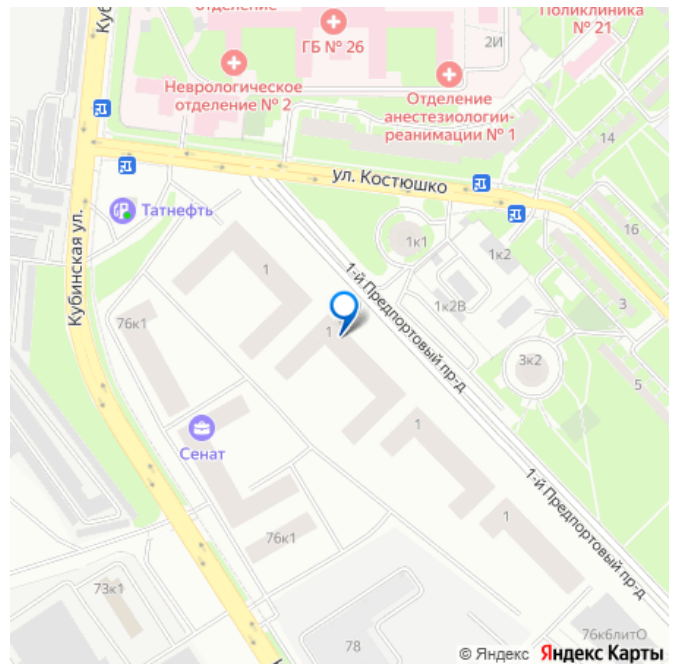 отделение
Поликлиника
№ 21
ГБ № 26
2И
Неврологическое
отделение № 2
Отделение
анестезиологии-
реанимации № 1
14
ул. Костюшко
Татнефть
16
1к1
1к2
1
1-й Предпортовый пр-д
Кубинская ул.
1к2В
3
76к1
1
3к2
5
1
Сенат
1-й Предпортовый пр-д
1
76к1
73к1
78
76к6литО
© Яндекс Яндекс Карты